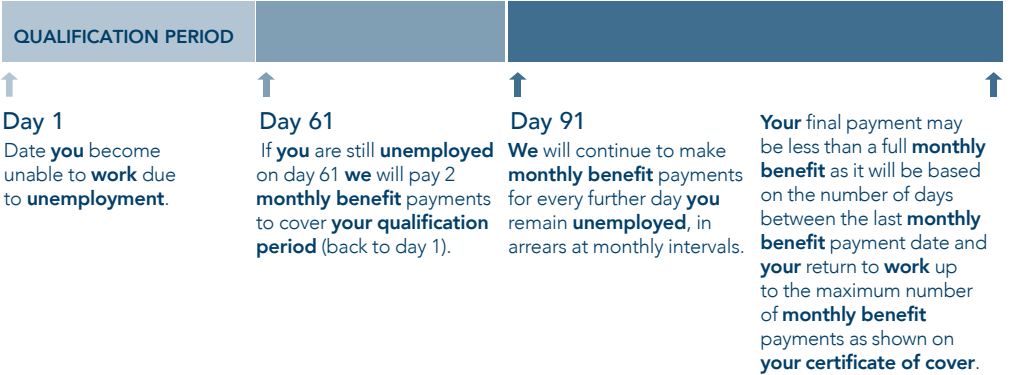 QUALIFICATION PERIOD
Day 1
Date you become
unable to work due
to unemployment.
Day 61
If you are still unemployed
on day 61 we will pay 2
monthly benefit payments
to cover your qualification
period (back to day 1).
Day 91
We will continue to make
monthly benefit payments
for every further day you
remain unemployed, in
arrears at monthly intervals.
Your final payment may
be less than a full monthly
benefit as it will be based
on the number of days
between the last monthly
benefit payment date and
your return to work up
to the maximum number
of monthly benefit
payments as shown on
your certificate of cover.